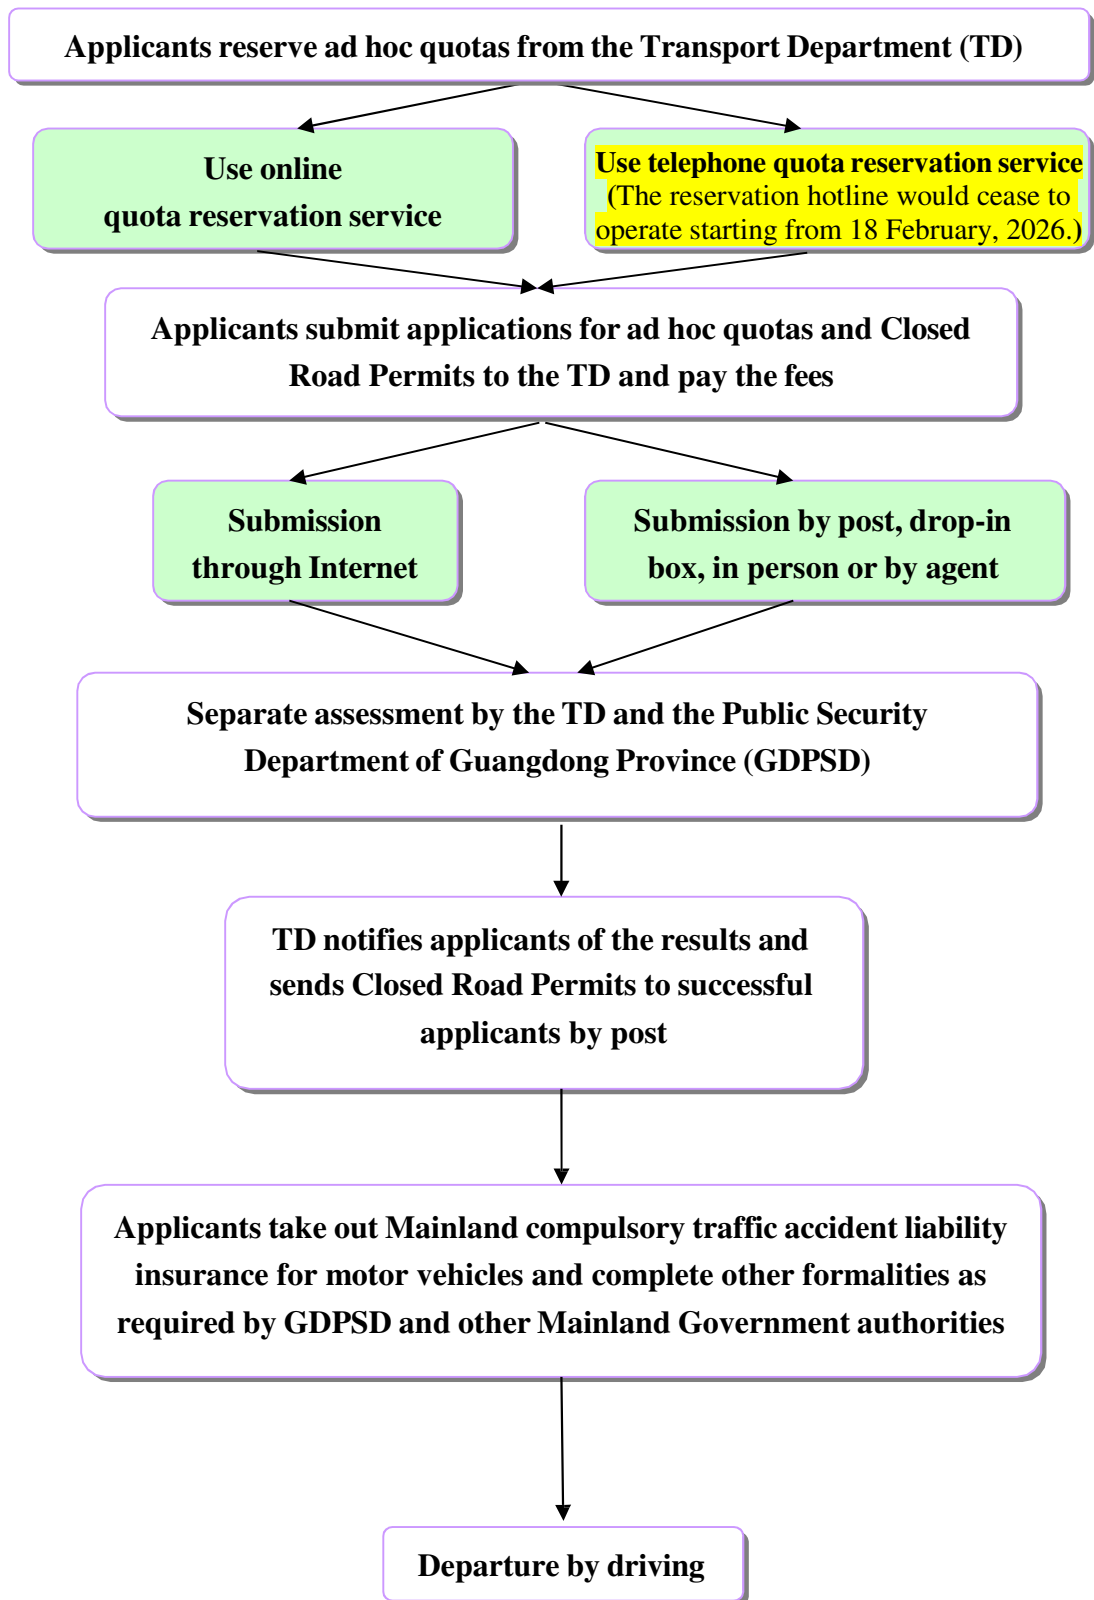 Applicants reserve ad hoc quotas from the Transport Department (TD)
Use online
quota reservation service
Use telephone quota reservation service
(The reservation hotline would cease to
operate starting from 18 February, 2026.)
Applicants submit applications for ad hoc quotas and Closed
Road Permits to the TD and pay the fees
Submission
through Internet
Submission by post, drop-in
box, in person or by agent
Separate assessment by the TD and the Public Security
Department of Guangdong Province (GDPSD)
TD notifies applicants of the results and
sends Closed Road Permits to successful
applicants by post
Applicants take out Mainland compulsory traffic accident liability
insurance for motor vehicles and complete other formalities as
required by GDPSD and other Mainland Government authorities
Departure by driving